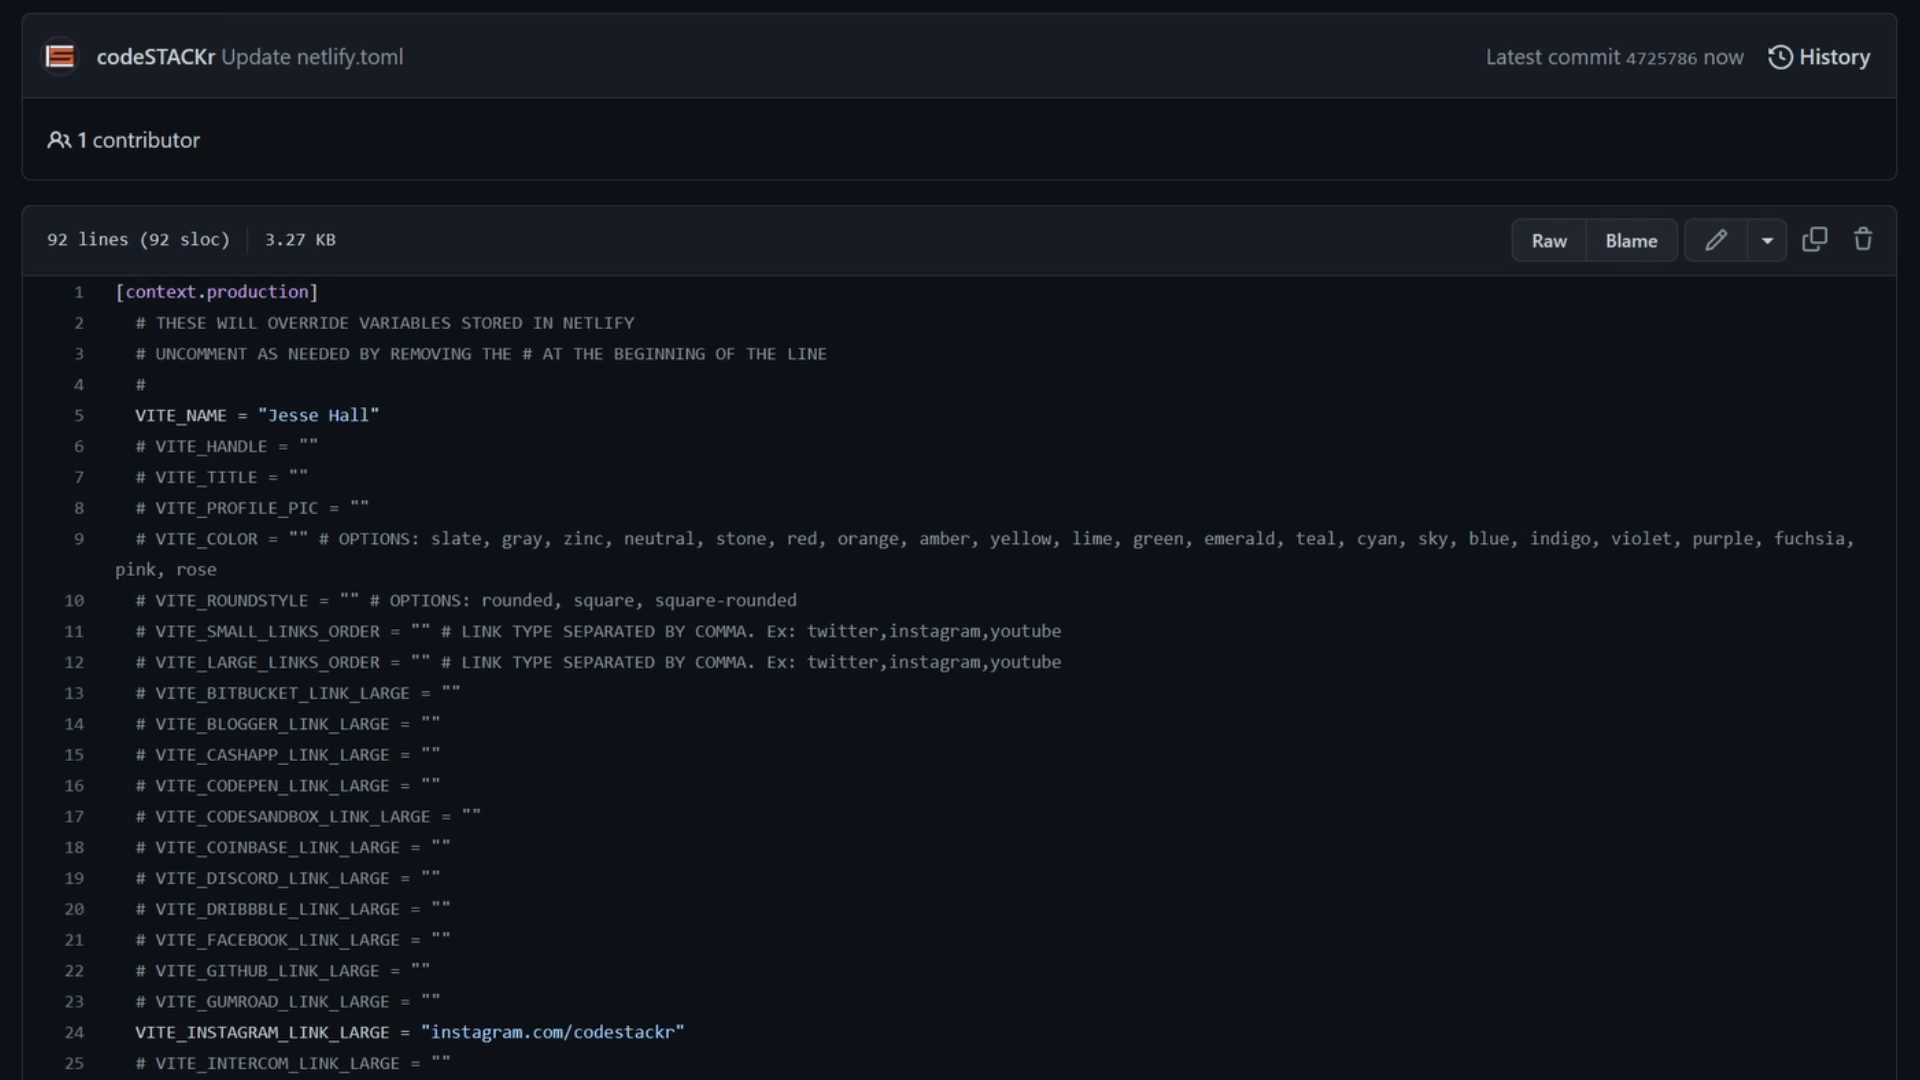 codeSTACKr Update netlify.toml Latest commit 4725786 now History
1 contributor
92 lines (92 sloc) 3.27 KB Raw Blame
1 [context.production]
2 # THESE WILL OVERRIDE VARIABLES STORED IN NETLIFY
3 # UNCOMMENT AS NEEDED BY REMOVING THE # AT THE BEGINNING OF THE LINE
4 #
5 VITE_NAME = "Jesse Hall"
6 # VITE_HANDLE = ""
7 # VITE_TITLE = ""
8 # VITE_PROFILE_PIC = ""
9 # VITE_COLOR = "" # OPTIONS: slate, gray, zinc, neutral, stone, red, orange, amber, yellow, lime, green, emerald, teal, cyan, sky, blue, indigo, violet, purple, fuchsia,
pink, rose
10 # VITE_ROUNDSTYLE = "" # OPTIONS: rounded, square, square-rounded
11 # VITE_SMALL_LINKS_ORDER = "" # LINK TYPE SEPARATED BY COMMA. Ex: twitter,instagram,youtube
12 # VITE_LARGE_LINKS_ORDER = "" # LINK TYPE SEPARATED BY COMMA. Ex: twitter,instagram,youtube
13 # VITE_BITBUCKET_LINK_LARGE = ""
14 # VITE_BLOGGER_LINK_LARGE = ""
15 # VITE_CASHAPP_LINK_LARGE = ""
16 # VITE_CODEPEN_LINK_LARGE = ""
17 # VITE_CODESANDBOX_LINK_LARGE = ""
18 # VITE_COINBASE_LINK_LARGE = ""
19 # VITE_DISCORD_LINK_LARGE = ""
20 # VITE_DRIBBBLE_LINK_LARGE = ""
21 # VITE_FACEBOOK_LINK_LARGE = ""
22 # VITE_GITHUB_LINK_LARGE = ""
23 # VITE_GUMROAD_LINK_LARGE = ""
24 VITE_INSTAGRAM_LINK_LARGE = "instagram.com/codestackr"
25 # VITE_INTERCOM_LINK_LARGE = ""